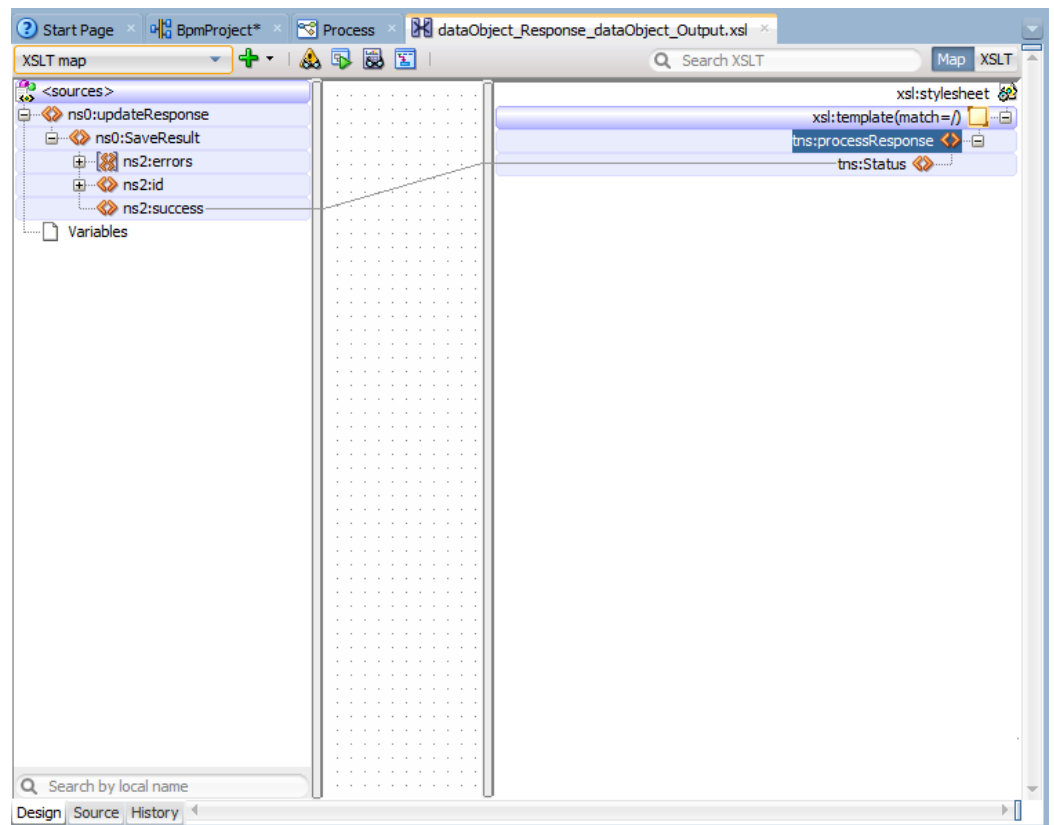 Start Page BpmProject* Process dataObject_Response_dataObject_Output.xsl
XSLT map Search XSLT Map XSLT
<sources> xsl:stylesheet
ns0:updateResponse xsl:template(match=/)
ns0:SaveResult tns:processResponse
ns2:errors tns:Status
ns2:id
ns2:success
Variables
Search by local name
Design Source History